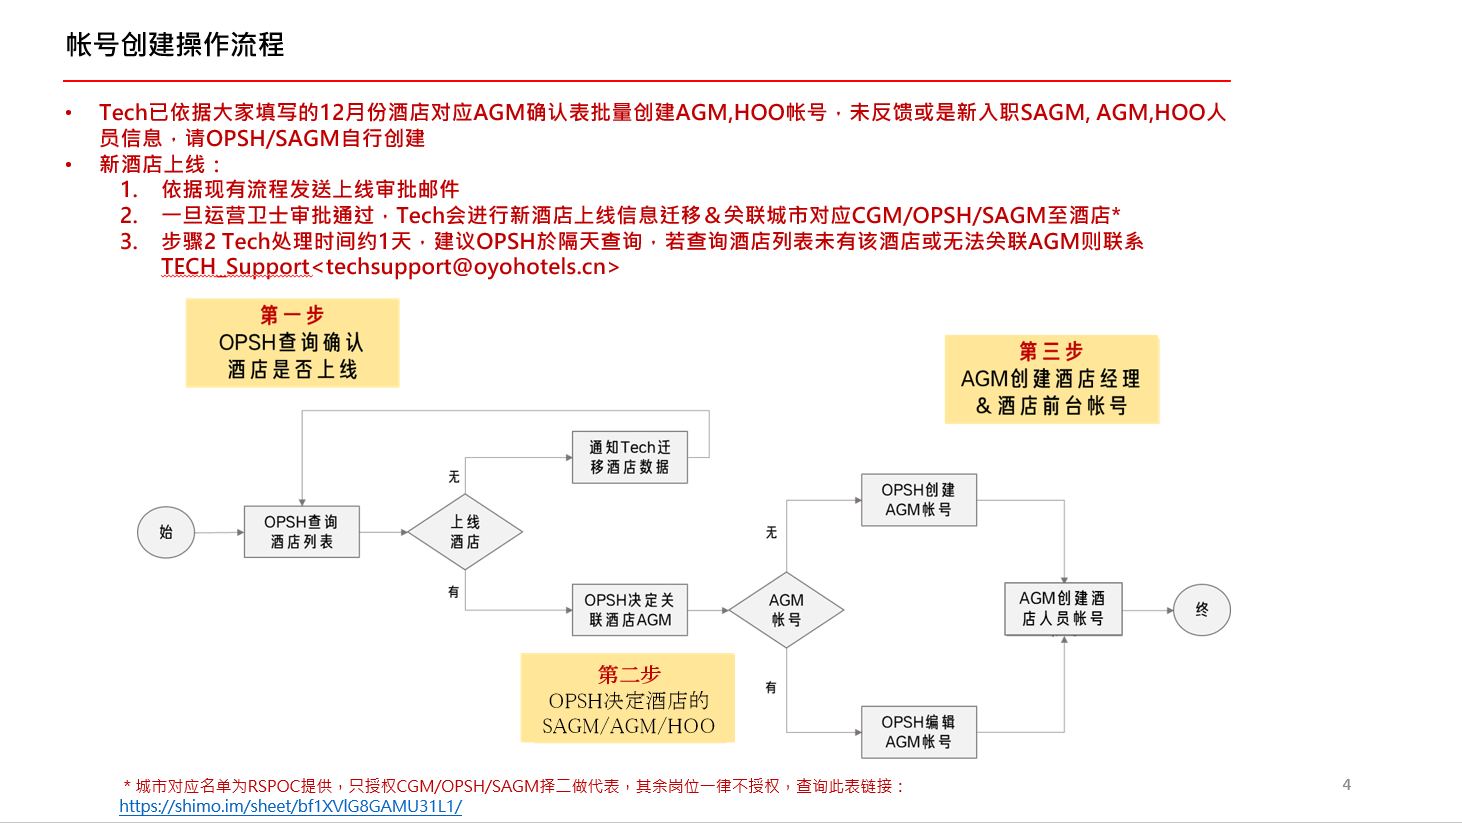 帐号创建操作流程
• Tech已依据大家填写的12月份酒店对应AGM确认表批量创建AGM,HOO帐号，未反馈或是新入职SAGM, AGM,HOO人
员信息，请OPSH/SAGM自行创建
• 新酒店上线：
1. 依据现有流程发送上线审批邮件
2. 一旦运营卫士审批通过，Tech会进行新酒店上线信息迁移＆关联城市对应CGM/OPSH/SAGM至酒店*
3. 步骤2 Tech处理时间约1天，建议OPSH於隔天查询，若查询酒店列表未有该酒店或无法关联AGM则联系
TECH_Support<techsupport@oyohotels.cn>
第一步
OPSH查询确认
酒店是否上线
第三步
AGM创建酒店经理
&酒店前台帐号
通知Tech迁
移酒店数据
无
OPSH创建
AGM帐号
始
OPSH查询
酒店列表
上线
酒店
无
有
OPSH决定关
联酒店AGM
AGM
帐号
AGM创建酒
店人员帐号
终
第二步
OPSH决定酒店的
SAGM/AGM/HOO
有
OPSH编辑
AGM帐号
* 城市对应名单为RSPOC提供，只授权CGM/OPSH/SAGM择二做代表，其余岗位一律不授权，查询此表链接：
https://shimo.im/sheet/bf1XVlG8GAMU31L1/
4